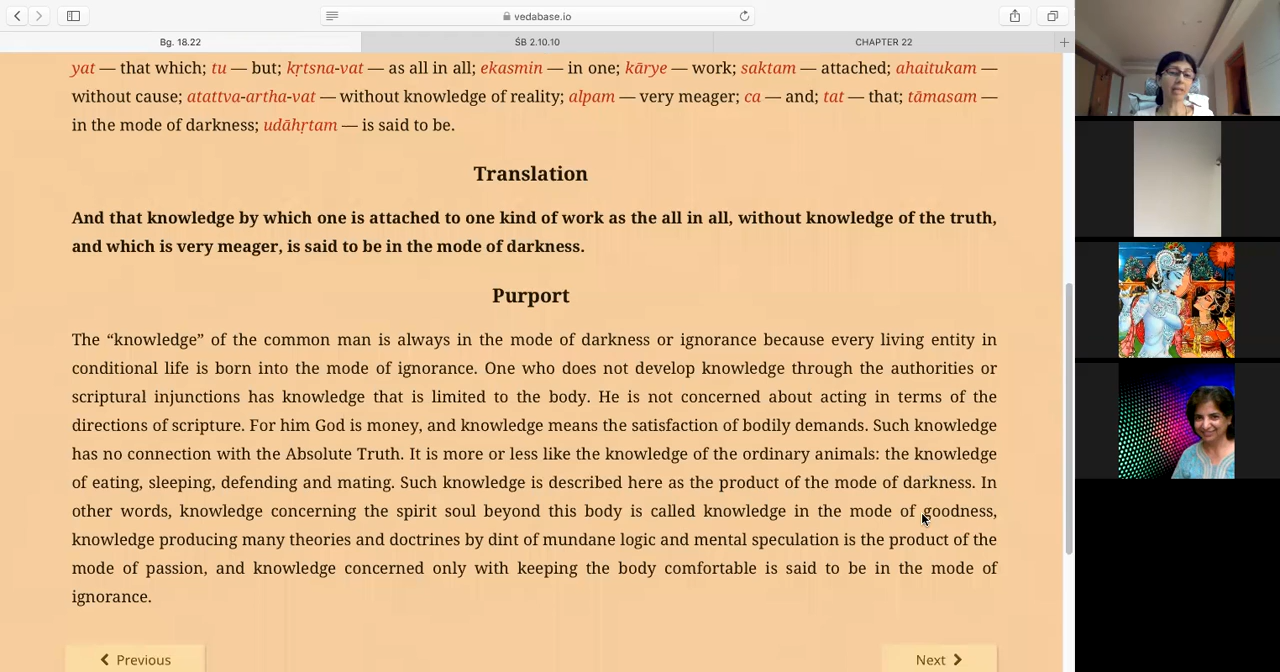 vedabase.io
Bg. 18.22
ŚB 2.10.10
CHAPTER 22
yat — that which; tu — but; kṛtsna-vat — as all in all; ekasmin — in one; kārye — work; saktam — attached; ahaitukam —
without cause; atattva-artha-vat — without knowledge of reality; alpam — very meager; ca — and; tat — that; tāmasam —
in the mode of darkness; udāhṛtam — is said to be.
Translation
And that knowledge by which one is attached to one kind of work as the all in all, without knowledge of the truth,
and which is very meager, is said to be in the mode of darkness.
Purport
The “knowledge” of the common man is always in the mode of darkness or ignorance because every living entity in
conditional life is born into the mode of ignorance. One who does not develop knowledge through the authorities or
scriptural injunctions has knowledge that is limited to the body. He is not concerned about acting in terms of the
directions of scripture. For him God is money, and knowledge means the satisfaction of bodily demands. Such knowledge
has no connection with the Absolute Truth. It is more or less like the knowledge of the ordinary animals: the knowledge
of eating, sleeping, defending and mating. Such knowledge is described here as the product of the mode of darkness. In
other words, knowledge concerning the spirit soul beyond this body is called knowledge in the mode of goodness,
knowledge producing many theories and doctrines by dint of mundane logic and mental speculation is the product of the
mode of passion, and knowledge concerned only with keeping the body comfortable is said to be in the mode of
ignorance.
Previous
Next